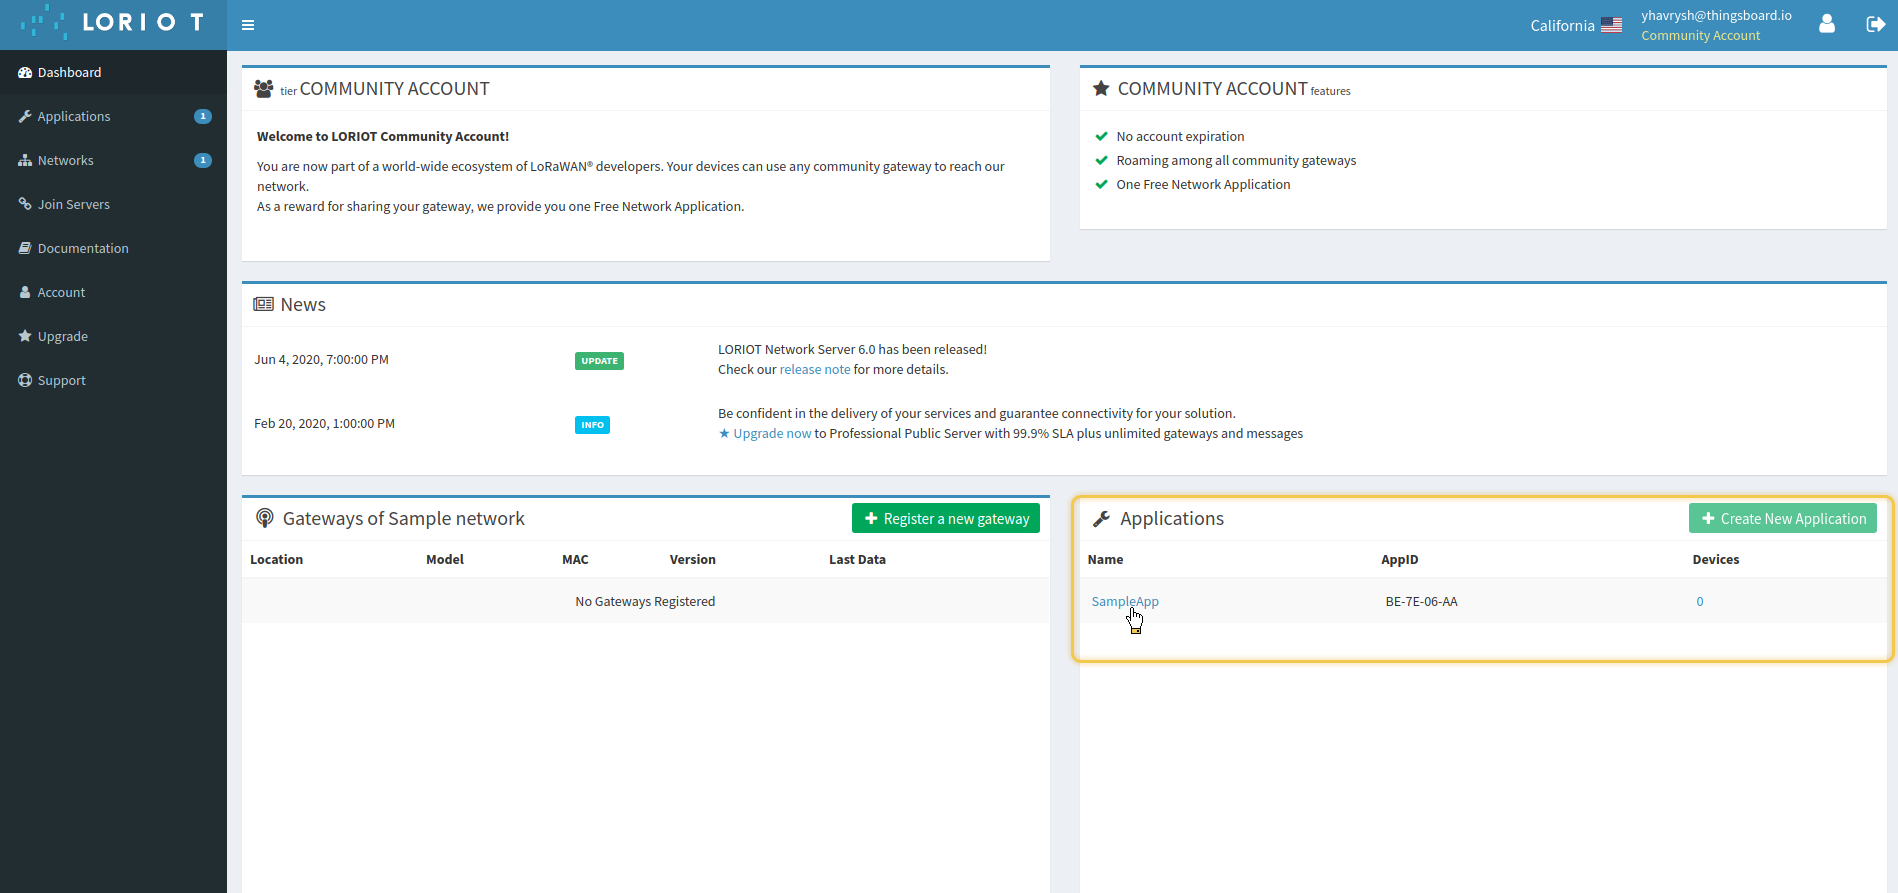 LORIOT
California
yhavrysh@thingsboard.io
Community Account
Dashboard
Applications 1
Networks 1
Join Servers
Documentation
Account
Upgrade
Support
tier COMMUNITY ACCOUNT
Welcome to LORIOT Community Account!
You are now part of a world-wide ecosystem of LoRaWAN® developers. Your devices can use any community gateway to reach our
network.
As a reward for sharing your gateway, we provide you one Free Network Application.
COMMUNITY ACCOUNT features
No account expiration
Roaming among all community gateways
One Free Network Application
News
Jun 4, 2020, 7:00:00 PM UPDATE LORIOT Network Server 6.0 has been released!
Check our release note for more details.
Feb 20, 2020, 1:00:00 PM INFO Be confident in the delivery of your services and guarantee connectivity for your solution.
★ Upgrade now to Professional Public Server with 99.9% SLA plus unlimited gateways and messages
Gateways of Sample network + Register a new gateway
Location Model MAC Version Last Data
No Gateways Registered
Applications + Create New Application
Name AppID Devices
SampleApp BE-7E-06-AA 0